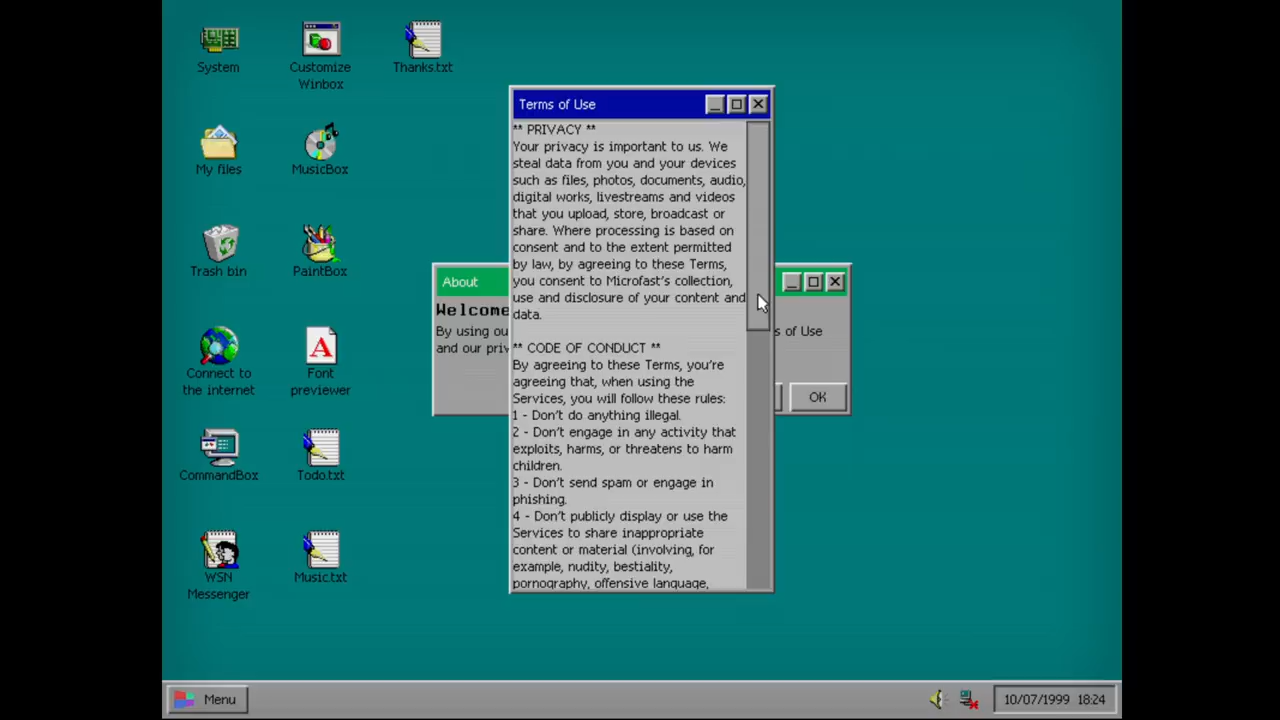 System
Customize
Winbox
Thanks.txt
My files
MusicBox
Trash bin
PaintBox
Connect to
the internet
Font
previewer
CommandBox
Todo.txt
WSN
Messenger
Music.txt
Terms of Use
** PRIVACY **
Your privacy is important to us. We
steal data from you and your devices
such as files, photos, documents, audio,
digital works, livestreams and videos
that you upload, store, broadcast or
share. Where processing is based on
consent and to the extent permitted
by law, by agreeing to these Terms,
you consent to Microfast's collection,
use and disclosure of your content and
data.
** CODE OF CONDUCT **
By agreeing to these Terms, you're
agreeing that, when using the
Services, you will follow these rules:
1 - Don't do anything illegal.
2 - Don't engage in any activity that
exploits, harms, or threatens to harm
children.
3 - Don't send spam or engage in
phishing.
4 - Don't publicly display or use the
Services to share inappropriate
content or material (involving, for
example, nudity, bestiality,
pornography, offensive language,
About
Welcome
By using ou
s of Use
and our priv
OK
Menu
10/07/1999 18:24